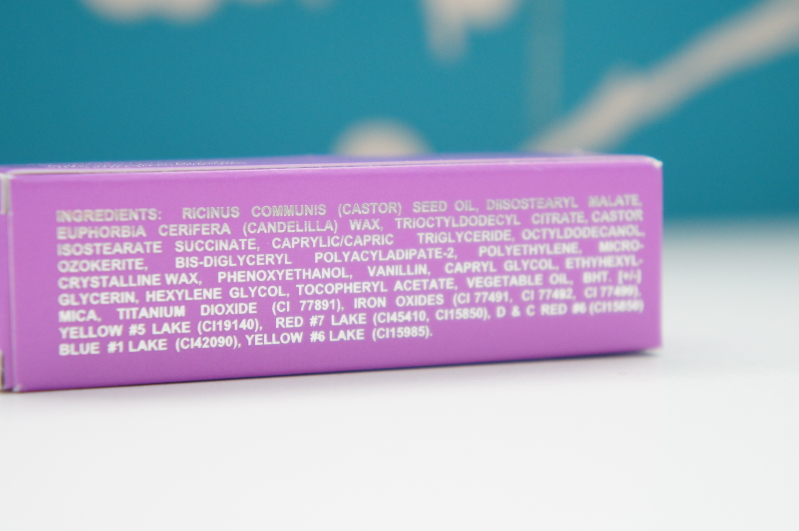 INGREDIENTS: RICINUS COMMUNIS (CASTOR) SEED OIL, DIISOSTEARYL MALATE,
EUPHORBIA CERIFERA (CANDELILLA) WAX, TRIOCTYLDODECYL CITRATE, CASTOR
ISOSTEARATE SUCCINATE, CAPRYLIC/CAPRIC TRIGLYCERIDE, OCTYLDODECANOL,
OZOKERITE, BIS-DIGLYCERYL POLYACYLADIPATE-2, POLYETHYLENE, MICRO-
CRYSTALLINE WAX, PHENOXYETHANOL, VANILLIN, CAPRYL GLYCOL, ETHYHEXYL-
GLYCERIN, HEXYLENE GLYCOL, TOCOPHERYL ACETATE, VEGETABLE OIL, BHT. [+/-]
MICA, TITANIUM DIOXIDE (CI 77891), IRON OXIDES (CI 77491, CI 77492, CI 77499),
YELLOW #5 LAKE (CI19140), RED #7 LAKE (CI45410, CI15850), D & C RED #6 (CI15850)
BLUE #1 LAKE (CI42090), YELLOW #6 LAKE (CI15985).